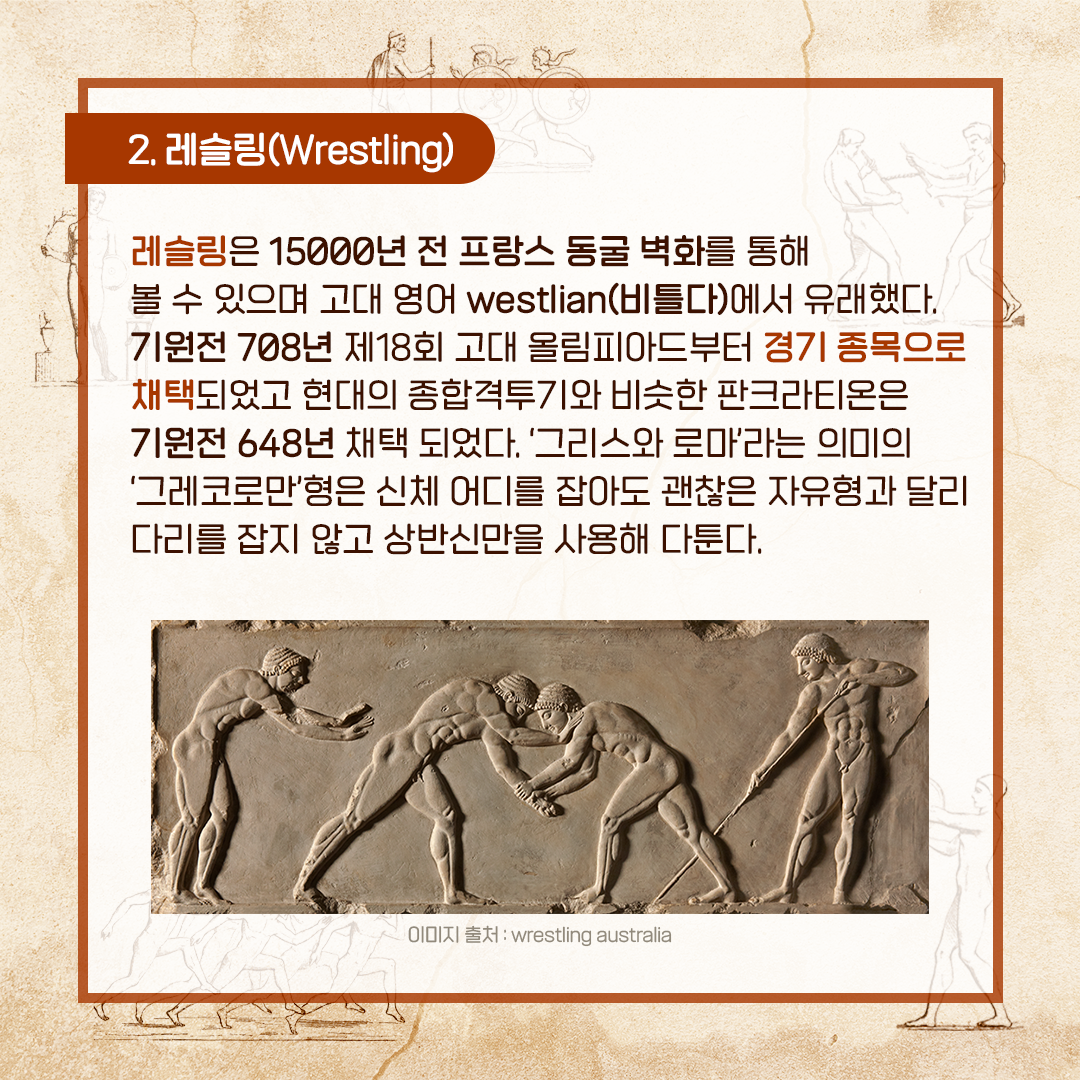 2. 레슬링(Wrestling)
레슬링은 15000년 전 프랑스 동굴 벽화를 통해
볼 수 있으며 고대 영어 westlian(비틀다)에서 유래했다.
기원전 708년 제18회 고대 올림피아드부터 경기 종목으로
채택되었고 현대의 종합격투기와 비슷한 판크라티온은
기원전 648년 채택 되었다. ‘그리스와 로마’라는 의미의
‘그레코로만’형은 신체 어디를 잡아도 괜찮은 자유형과 달리
다리를 잡지 않고 상반신만을 사용해 다툰다.
이미지 출처 : wrestling australia